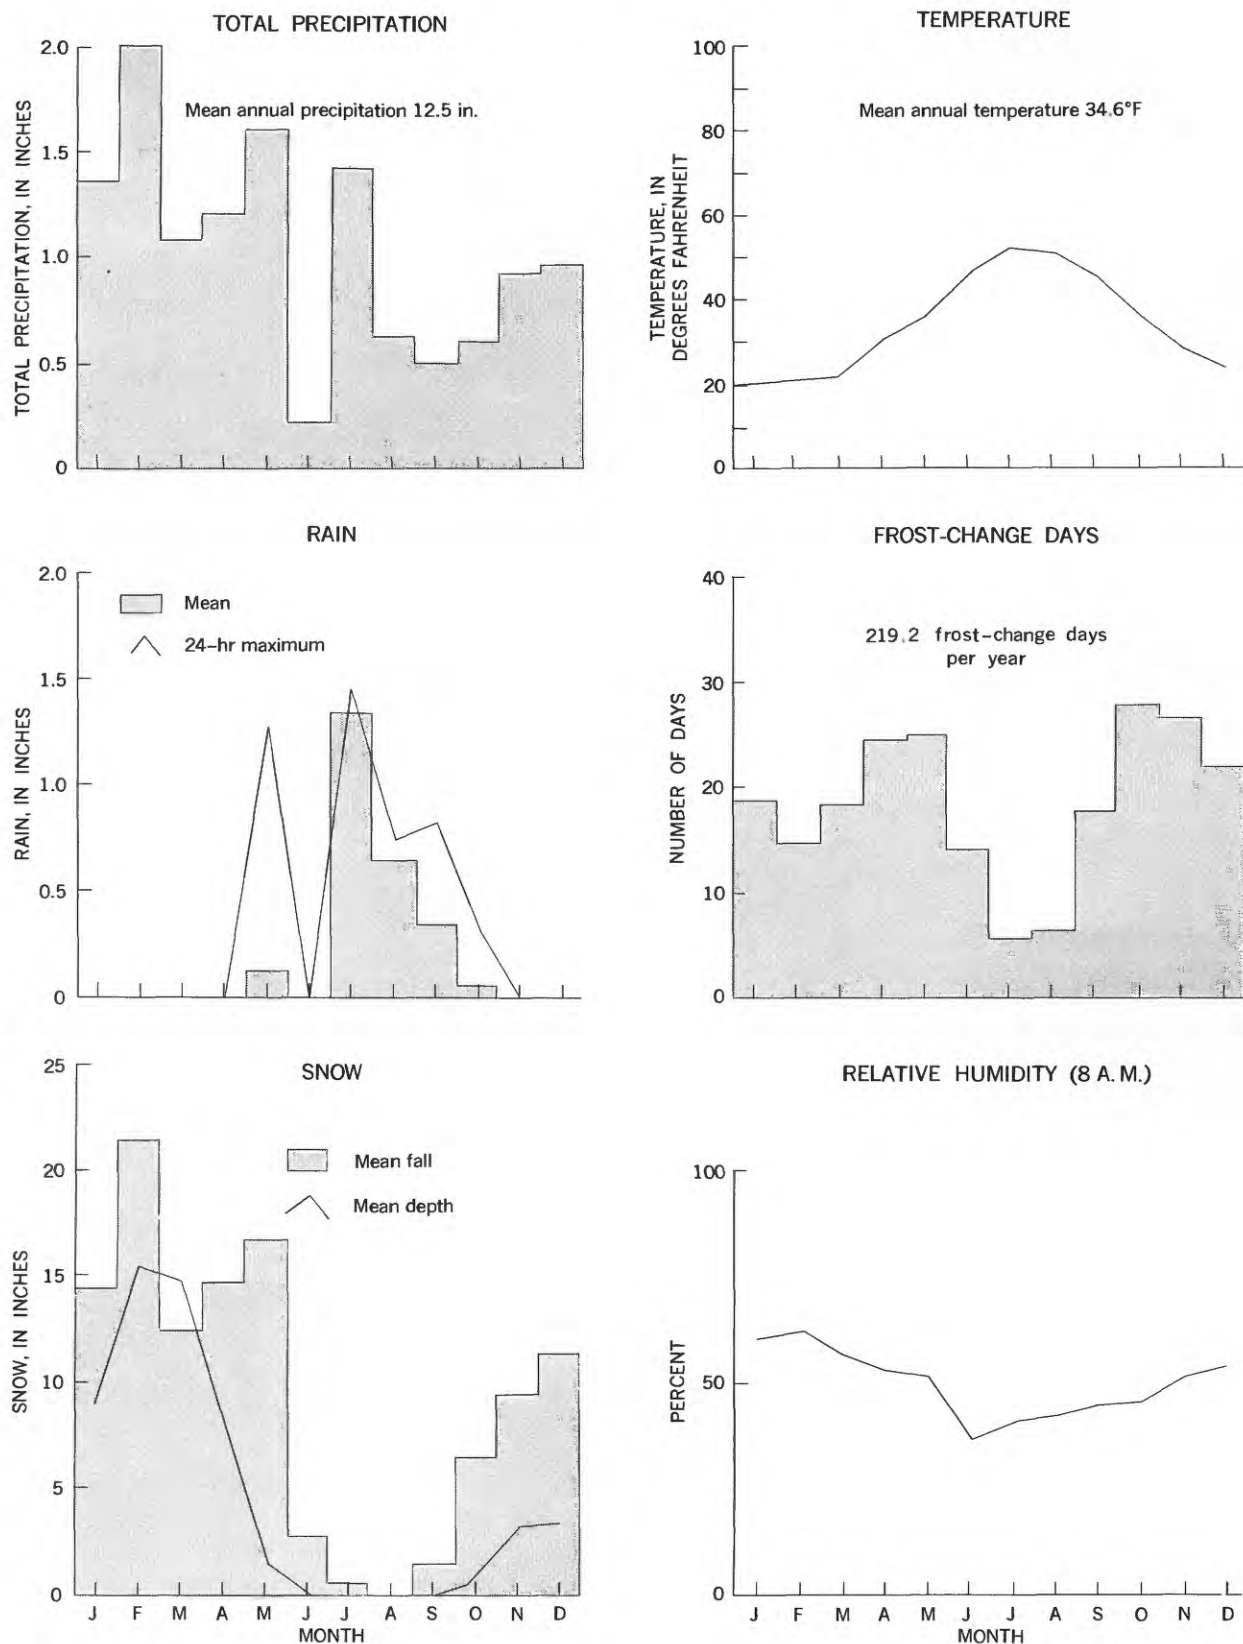 TOTAL PRECIPITATION
2.0
Mean annual precipitation 12.5 in.
1.5
1.0
0.5
0
TOTAL PRECIPITATION, IN INCHES
TEMPERATURE
100
Mean annual temperature 34.6°F
80
60
40
20
0
TEMPERATURE, IN
DEGREES FAHRENHEIT
RAIN
2.0
Mean
24-hr maximum
1.5
1.0
0.5
0
RAIN, IN INCHES
FROST-CHANGE DAYS
40
219.2 frost-change days
per year
30
20
10
0
NUMBER OF DAYS
SNOW
25
Mean fall
20
Mean depth
15
10
5
0
SNOW, IN INCHES
J F M A M J J A S O N D
MONTH
RELATIVE HUMIDITY (8 A.M.)
100
50
0
PERCENT
J F M A M J J A S O N D
MONTH